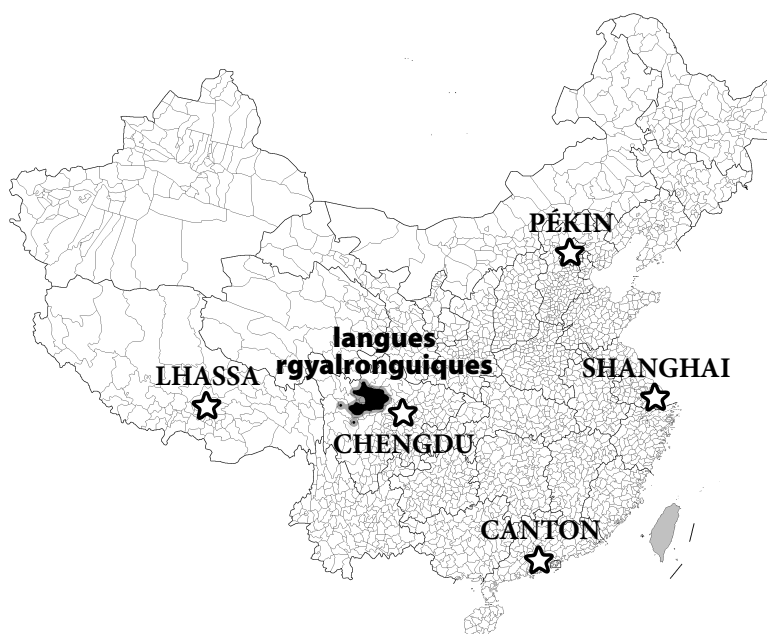 PÉKIN
langues
rgyalronguiques
LHASSA
SHANGHAI
CHENGDU
CANTON